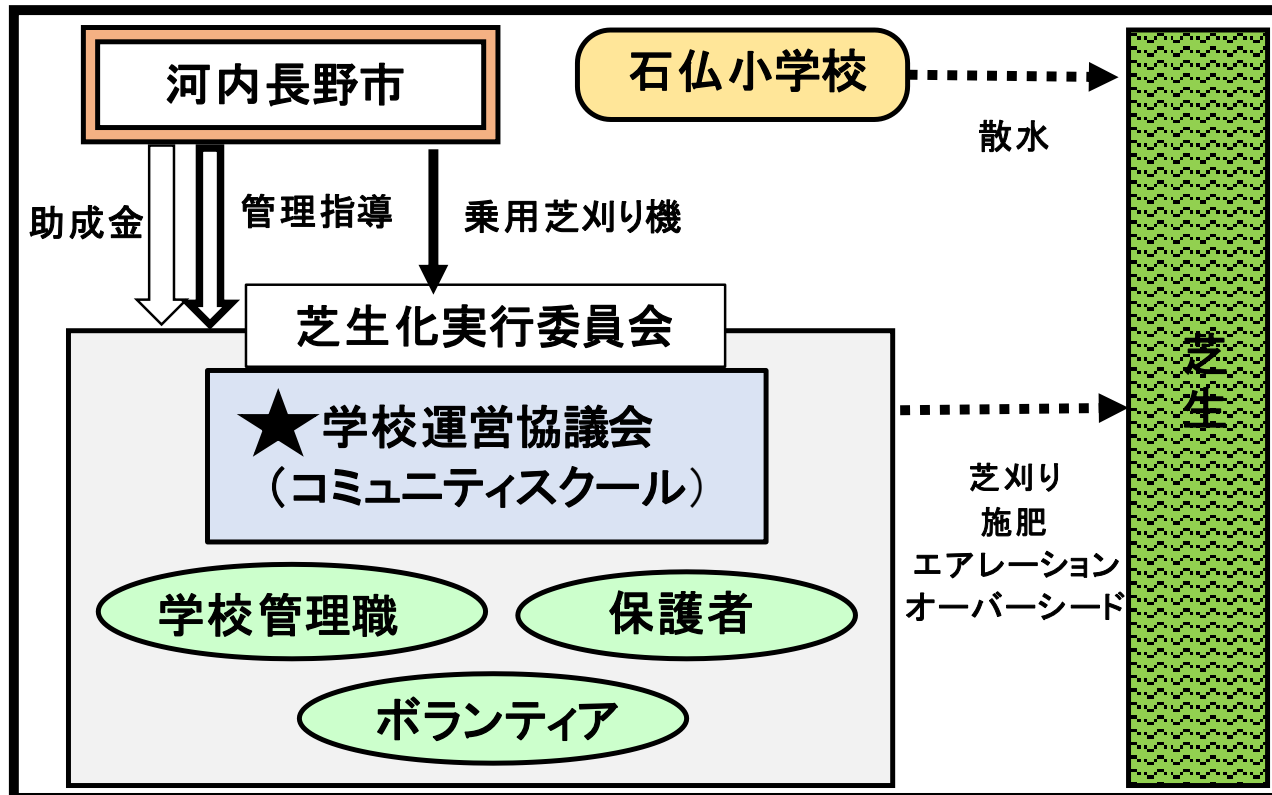 河内長野市
石仏小学校
散水
助成金
管理指導
乗用芝刈り機
芝生化実行委員会
★学校運営協議会
（コミュニティスクール）
学校管理職
保護者
ボランティア
芝刈り
施肥
エアレーション
オーバーシード
芝生